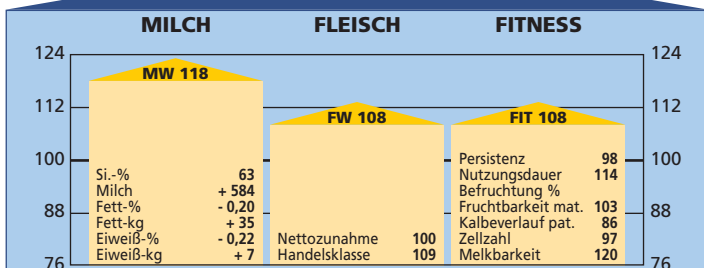 MILCH FLEISCH FITNESS
124 124
MW 118
112 112
FW 108 FIT 108
100 100
Si.-% 63
Milch + 584
Fett-% - 0,20
Fett-kg + 35
Eiweiß-% - 0,22
Eiweiß-kg + 7
Nettozunahme 100
Handelsklasse 109
Persistenz 98
Nutzungsdauer 114
Befruchtung %
Fruchtbarkeit mat. 103
Kalbeverlauf pat. 86
Zellzahl 97
Melkbarkeit 120
88 88
76 76